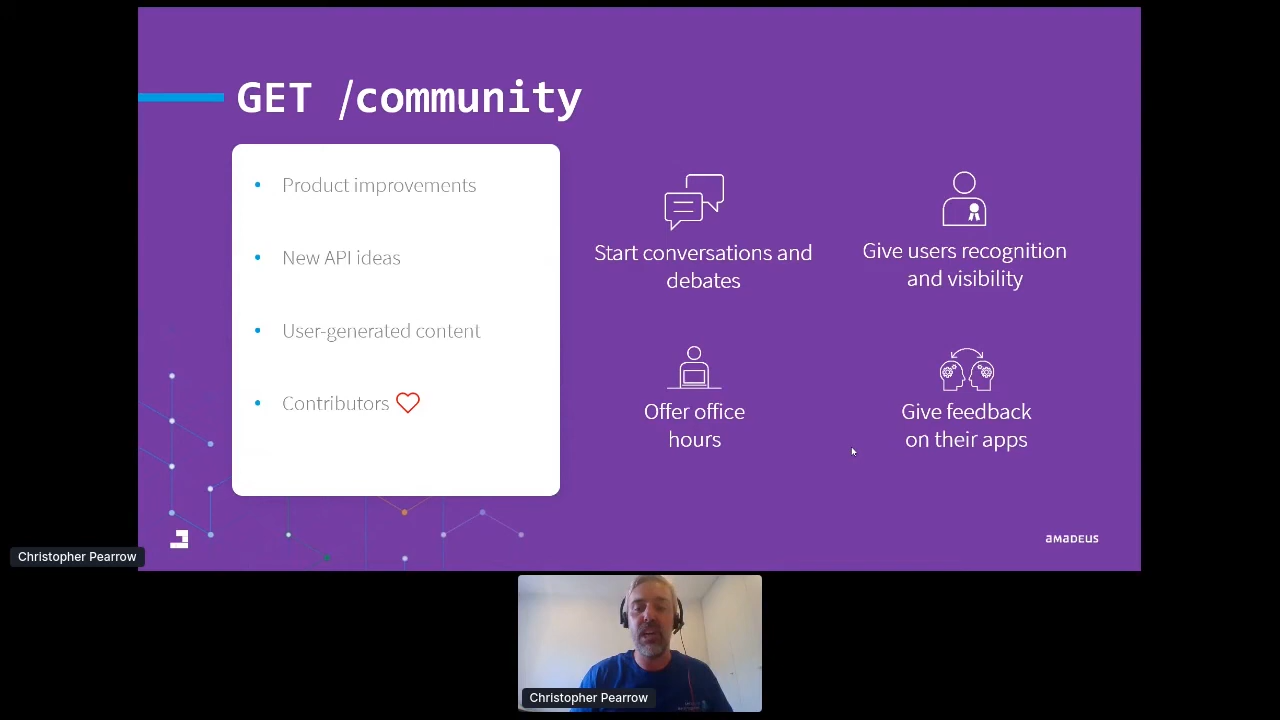 GET /community
Product improvements
New API ideas
User-generated content
Contributors
Start conversations and
debates
Give users recognition
and visibility
Offer office
hours
Give feedback
on their apps
amadeus
Christopher Pearrow
Christopher Pearrow